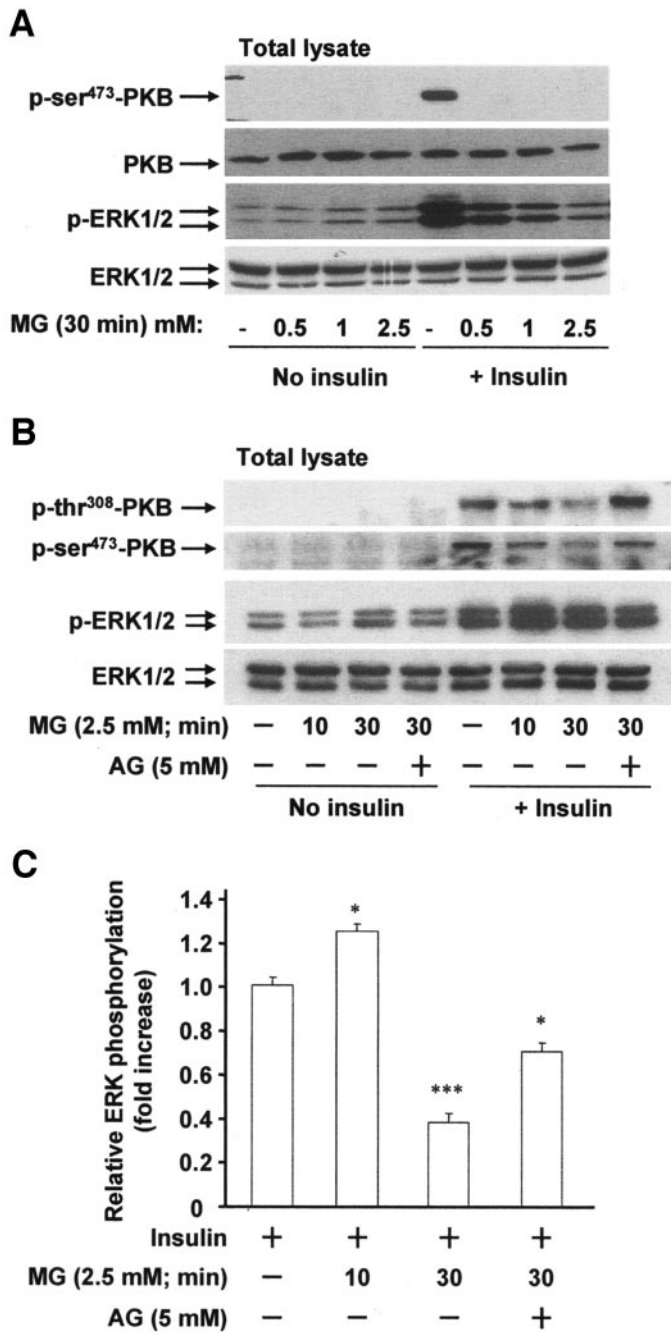 A
Total lysate
p-ser473-PKB
PKB
p-ERK1/2
ERK1/2
MG (30 min) mM: - 0.5 1 2.5 - 0.5 1 2.5
No insulin + Insulin
B
Total lysate
p-thr308-PKB
p-ser473-PKB
p-ERK1/2
ERK1/2
MG (2.5 mM; min) − 10 30 30 − 10 30 30
AG (5 mM) − − − + − − − +
No insulin + Insulin
C
Relative ERK phosphorylation
(fold increase)
1.4
1.2
1.0
0.8
0.6
0.4
0.2
0
*
***
*
Insulin + + + +
MG (2.5 mM; min) − 10 30 30
AG (5 mM) − − − +